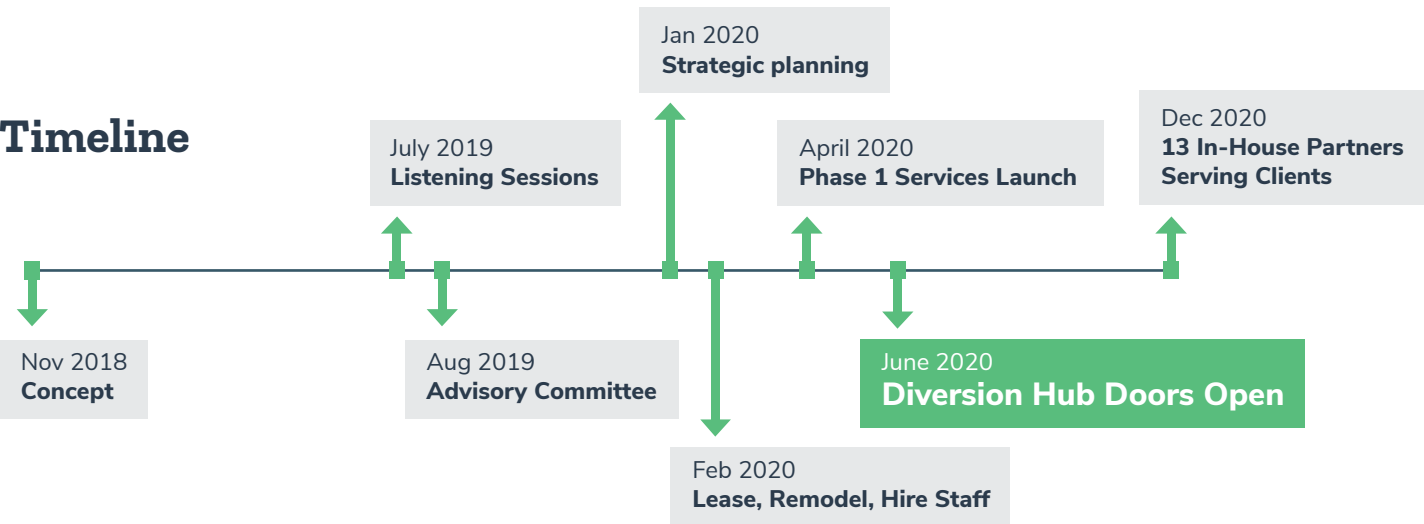 Timeline
Nov 2018
Concept
July 2019
Listening Sessions
Aug 2019
Advisory Committee
Jan 2020
Strategic planning
Feb 2020
Lease, Remodel, Hire Staff
April 2020
Phase 1 Services Launch
June 2020
Diversion Hub Doors Open
Dec 2020
13 In-House Partners
Serving Clients